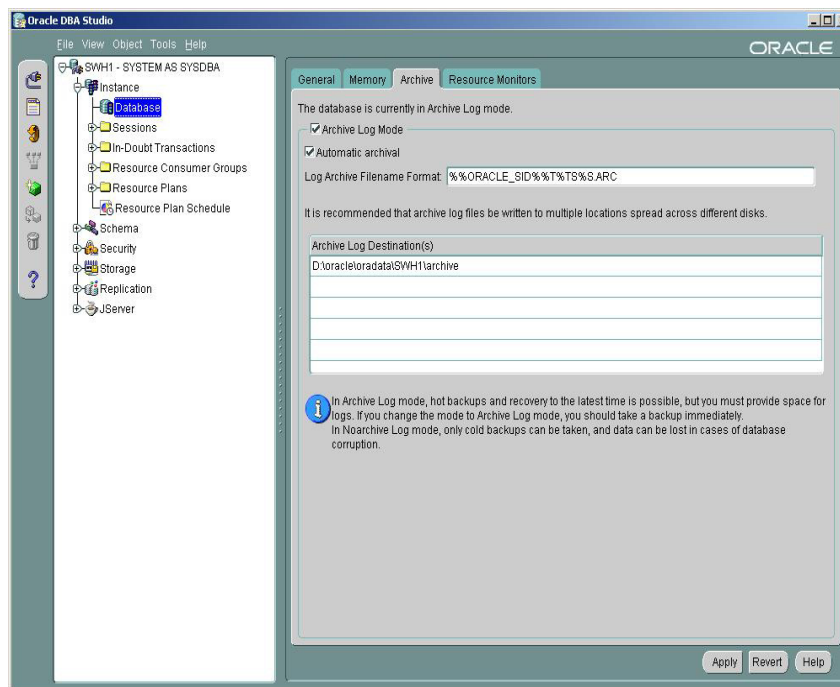 Oracle DBA Studio
File View Object Tools Help
ORACLE
SWH1 - SYSTEM AS SYSDBA
Instance
Database
Sessions
In-Doubt Transactions
Resource Consumer Groups
Resource Plans
Resource Plan Schedule
Schema
Security
Storage
Replication
JServer
General Memory Archive Resource Monitors
The database is currently in Archive Log mode.
Archive Log Mode
Automatic archival
Log Archive Filename Format: %%ORACLE_SID%%T%TS%S.ARC
It is recommended that archive log files be written to multiple locations spread across different disks.
Archive Log Destination(s)
D:\oracle\oradata\SWH1\archive
In Archive Log mode, hot backups and recovery to the latest time is possible, but you must provide space for
logs. If you change the mode to Archive Log mode, you should take a backup immediately.
In Noarchive Log mode, only cold backups can be taken, and data can be lost in cases of database
corruption.
Apply Revert Help